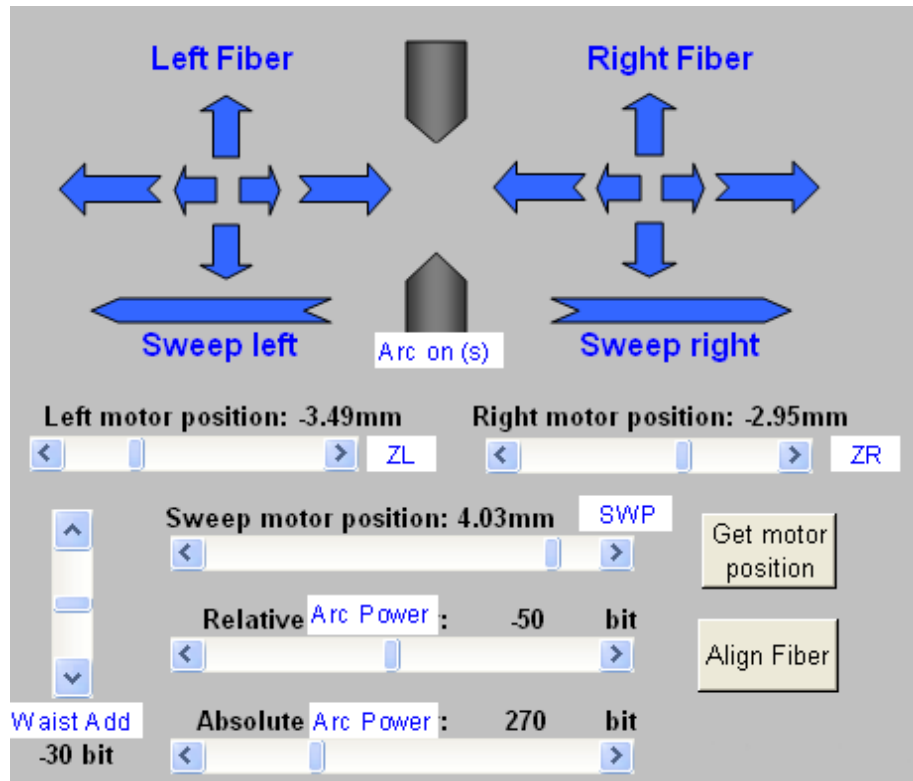 Left Fiber
Right Fiber
Sweep left
Arc on (s)
Sweep right
Left motor position: -3.49mm
Right motor position: -2.95mm
ZL
ZR
Sweep motor position: 4.03mm
SWP
Get motor
position
Relative Arc Power : -50 bit
Align Fiber
Waist Add
-30 bit
Absolute Arc Power : 270 bit